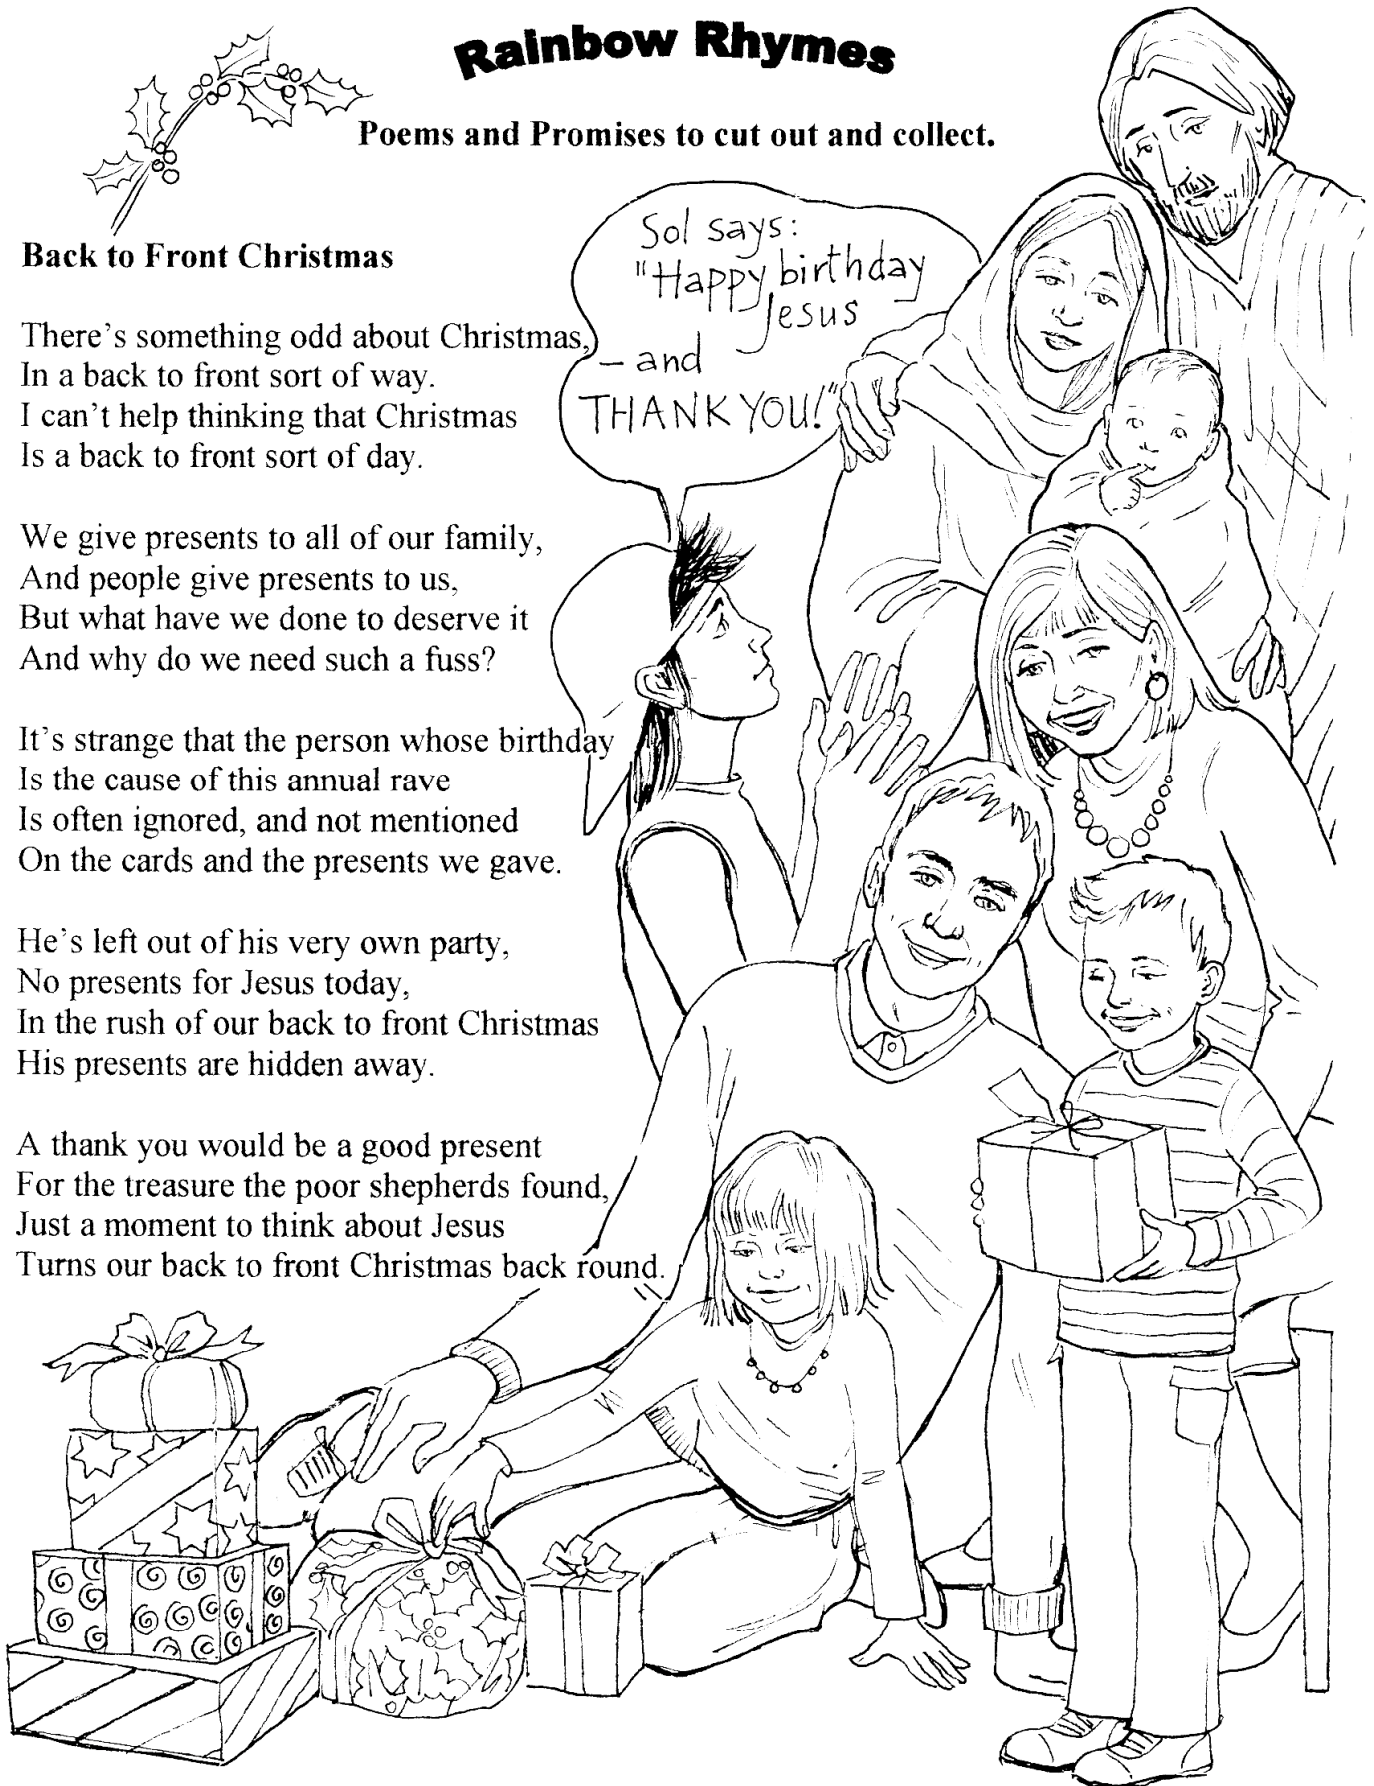 Rainbow Rhymes
Poems and Promises to cut out and collect.
Back to Front Christmas
There's something odd about Christmas,
In a back to front sort of way.
I can't help thinking that Christmas
Is a back to front sort of day.
We give presents to all of our family,
And people give presents to us,
But what have we done to deserve it
And why do we need such a fuss?
It's strange that the person whose birthday
Is the cause of this annual rave
Is often ignored, and not mentioned
On the cards and the presents we gave.
He's left out of his very own party,
No presents for Jesus today,
In the rush of our back to front Christmas
His presents are hidden away.
A thank you would be a good present
For the treasure the poor shepherds found,
Just a moment to think about Jesus
Turns our back to front Christmas back round.
Sol says:
"Happy birthday
Jesus
- and
THANK YOU!"